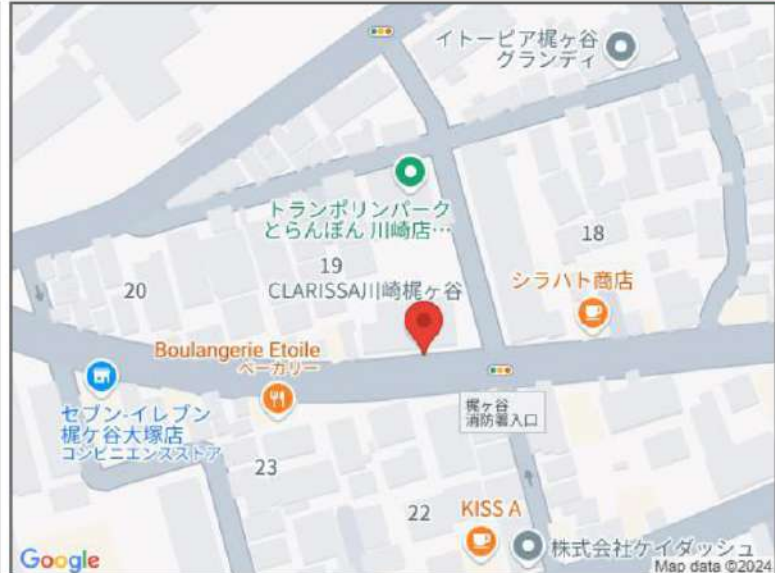 イトーピア梶ヶ谷
グランディ
トランポリンパーク
とらんぽん 川崎店…
18
19
CLARISSA川崎梶ヶ谷
20
シラハト商店
Boulangerie Etoile
ベーカリー
セブン-イレブン
梶ケ谷大塚店
コンビニエンスストア
梶ヶ谷
消防署入口
23
22
KISS A
株式会社ケイダッシュ
Google
Map data ©2024